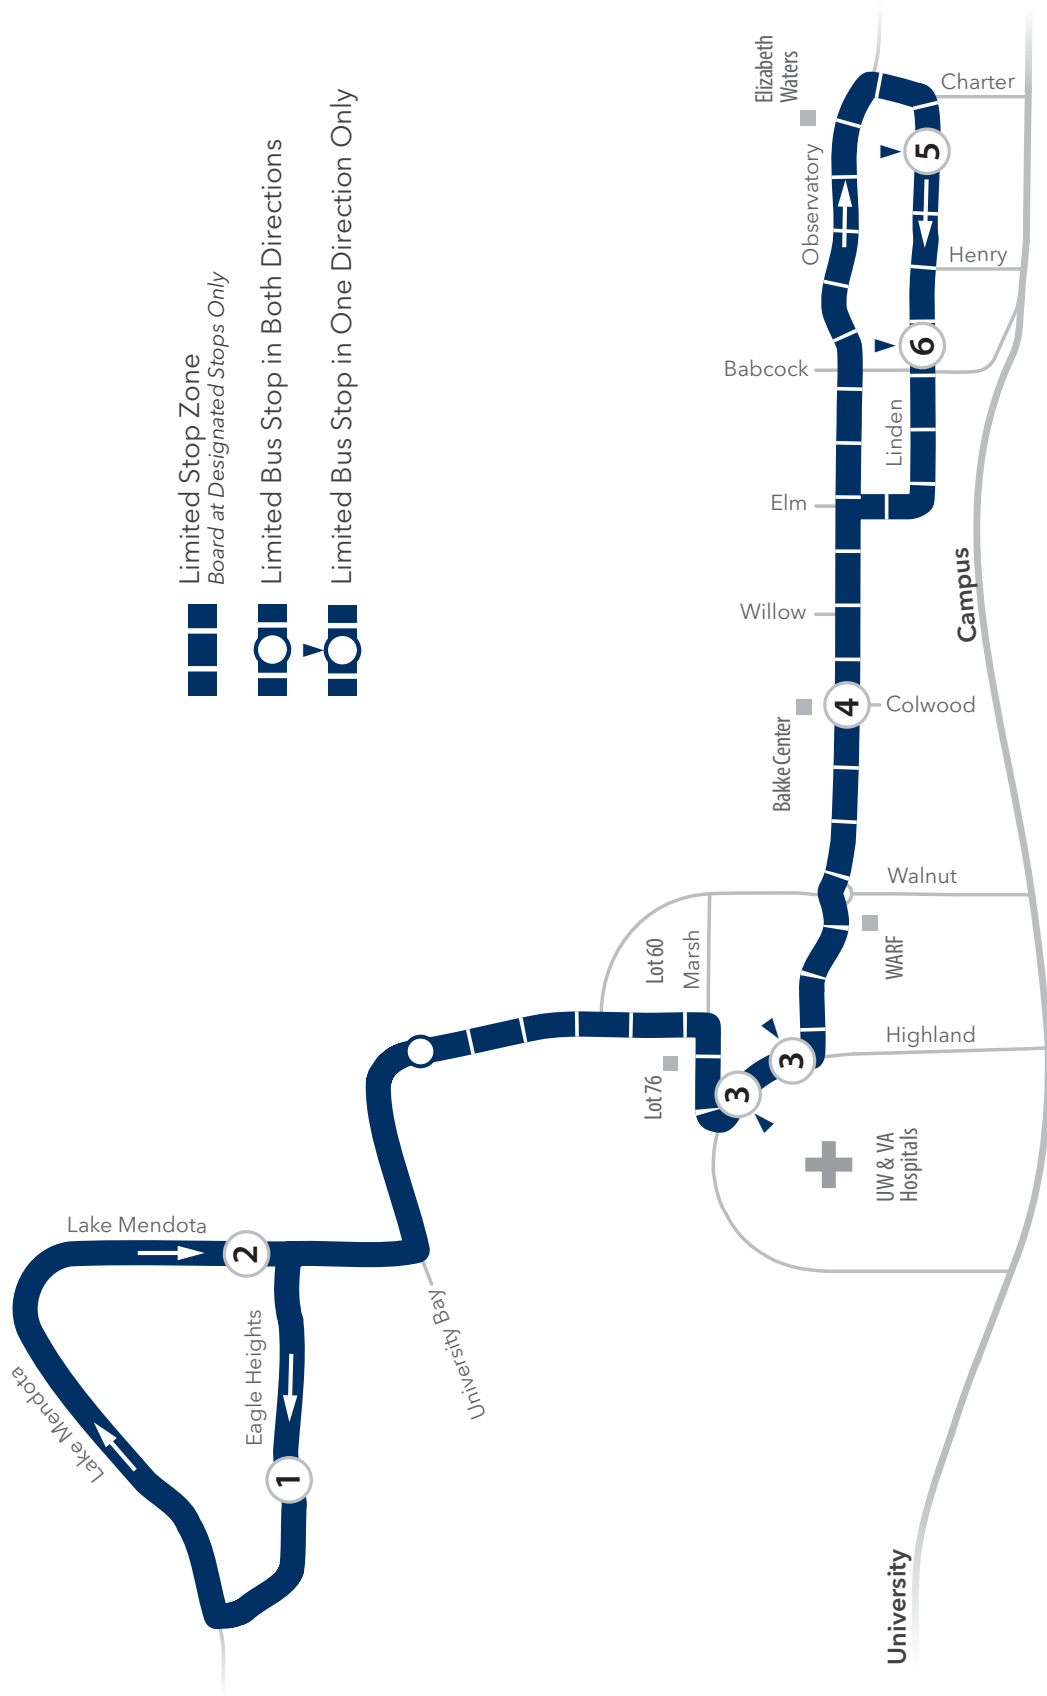 Limited Stop Zone
Board at Designated Stops Only
Limited Bus Stop in Both Directions
Limited Bus Stop in One Direction Only
Lake Mendota
Lake Mendota
Eagle Heights
1
2
University Bay
Lot 76
Lot 60
Marsh
3
3
UW & VA
Hospitals
Highland
WARF
Walnut
Bakke Center
4
Colwood
Willow
Elm
Linden
Babcock
6
Observatory
Henry
5
Elizabeth
Waters
Charter
University
Campus